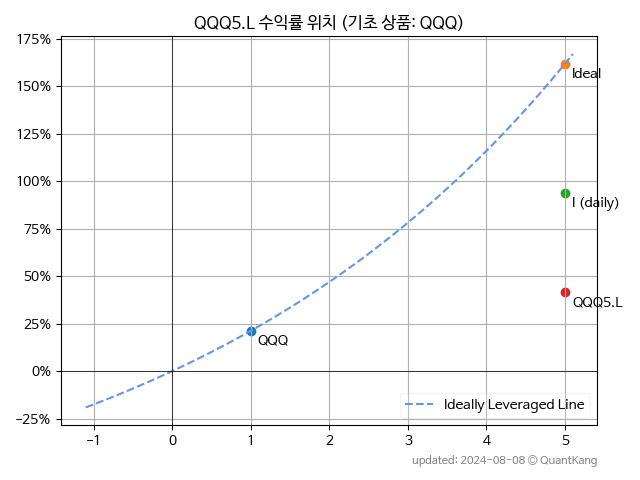 QQQ5.L 수익률 위치 (기초 상품: QQQ)
175%
150%
125%
100%
75%
50%
25%
0%
−25%
Ideal
I (daily)
QQQ5.L
QQQ
Ideally Leveraged Line
−1
0
1
2
3
4
5
updated: 2024-08-08 © QuantKang